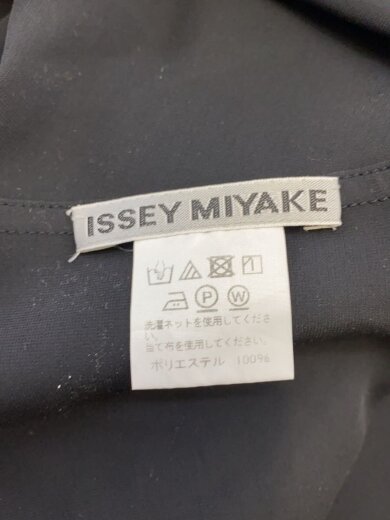 ISSEY MIYAKE
P W
洗濯ネットを使用してくださ
い。
当て布を使用してください。
ポリエステル 100%